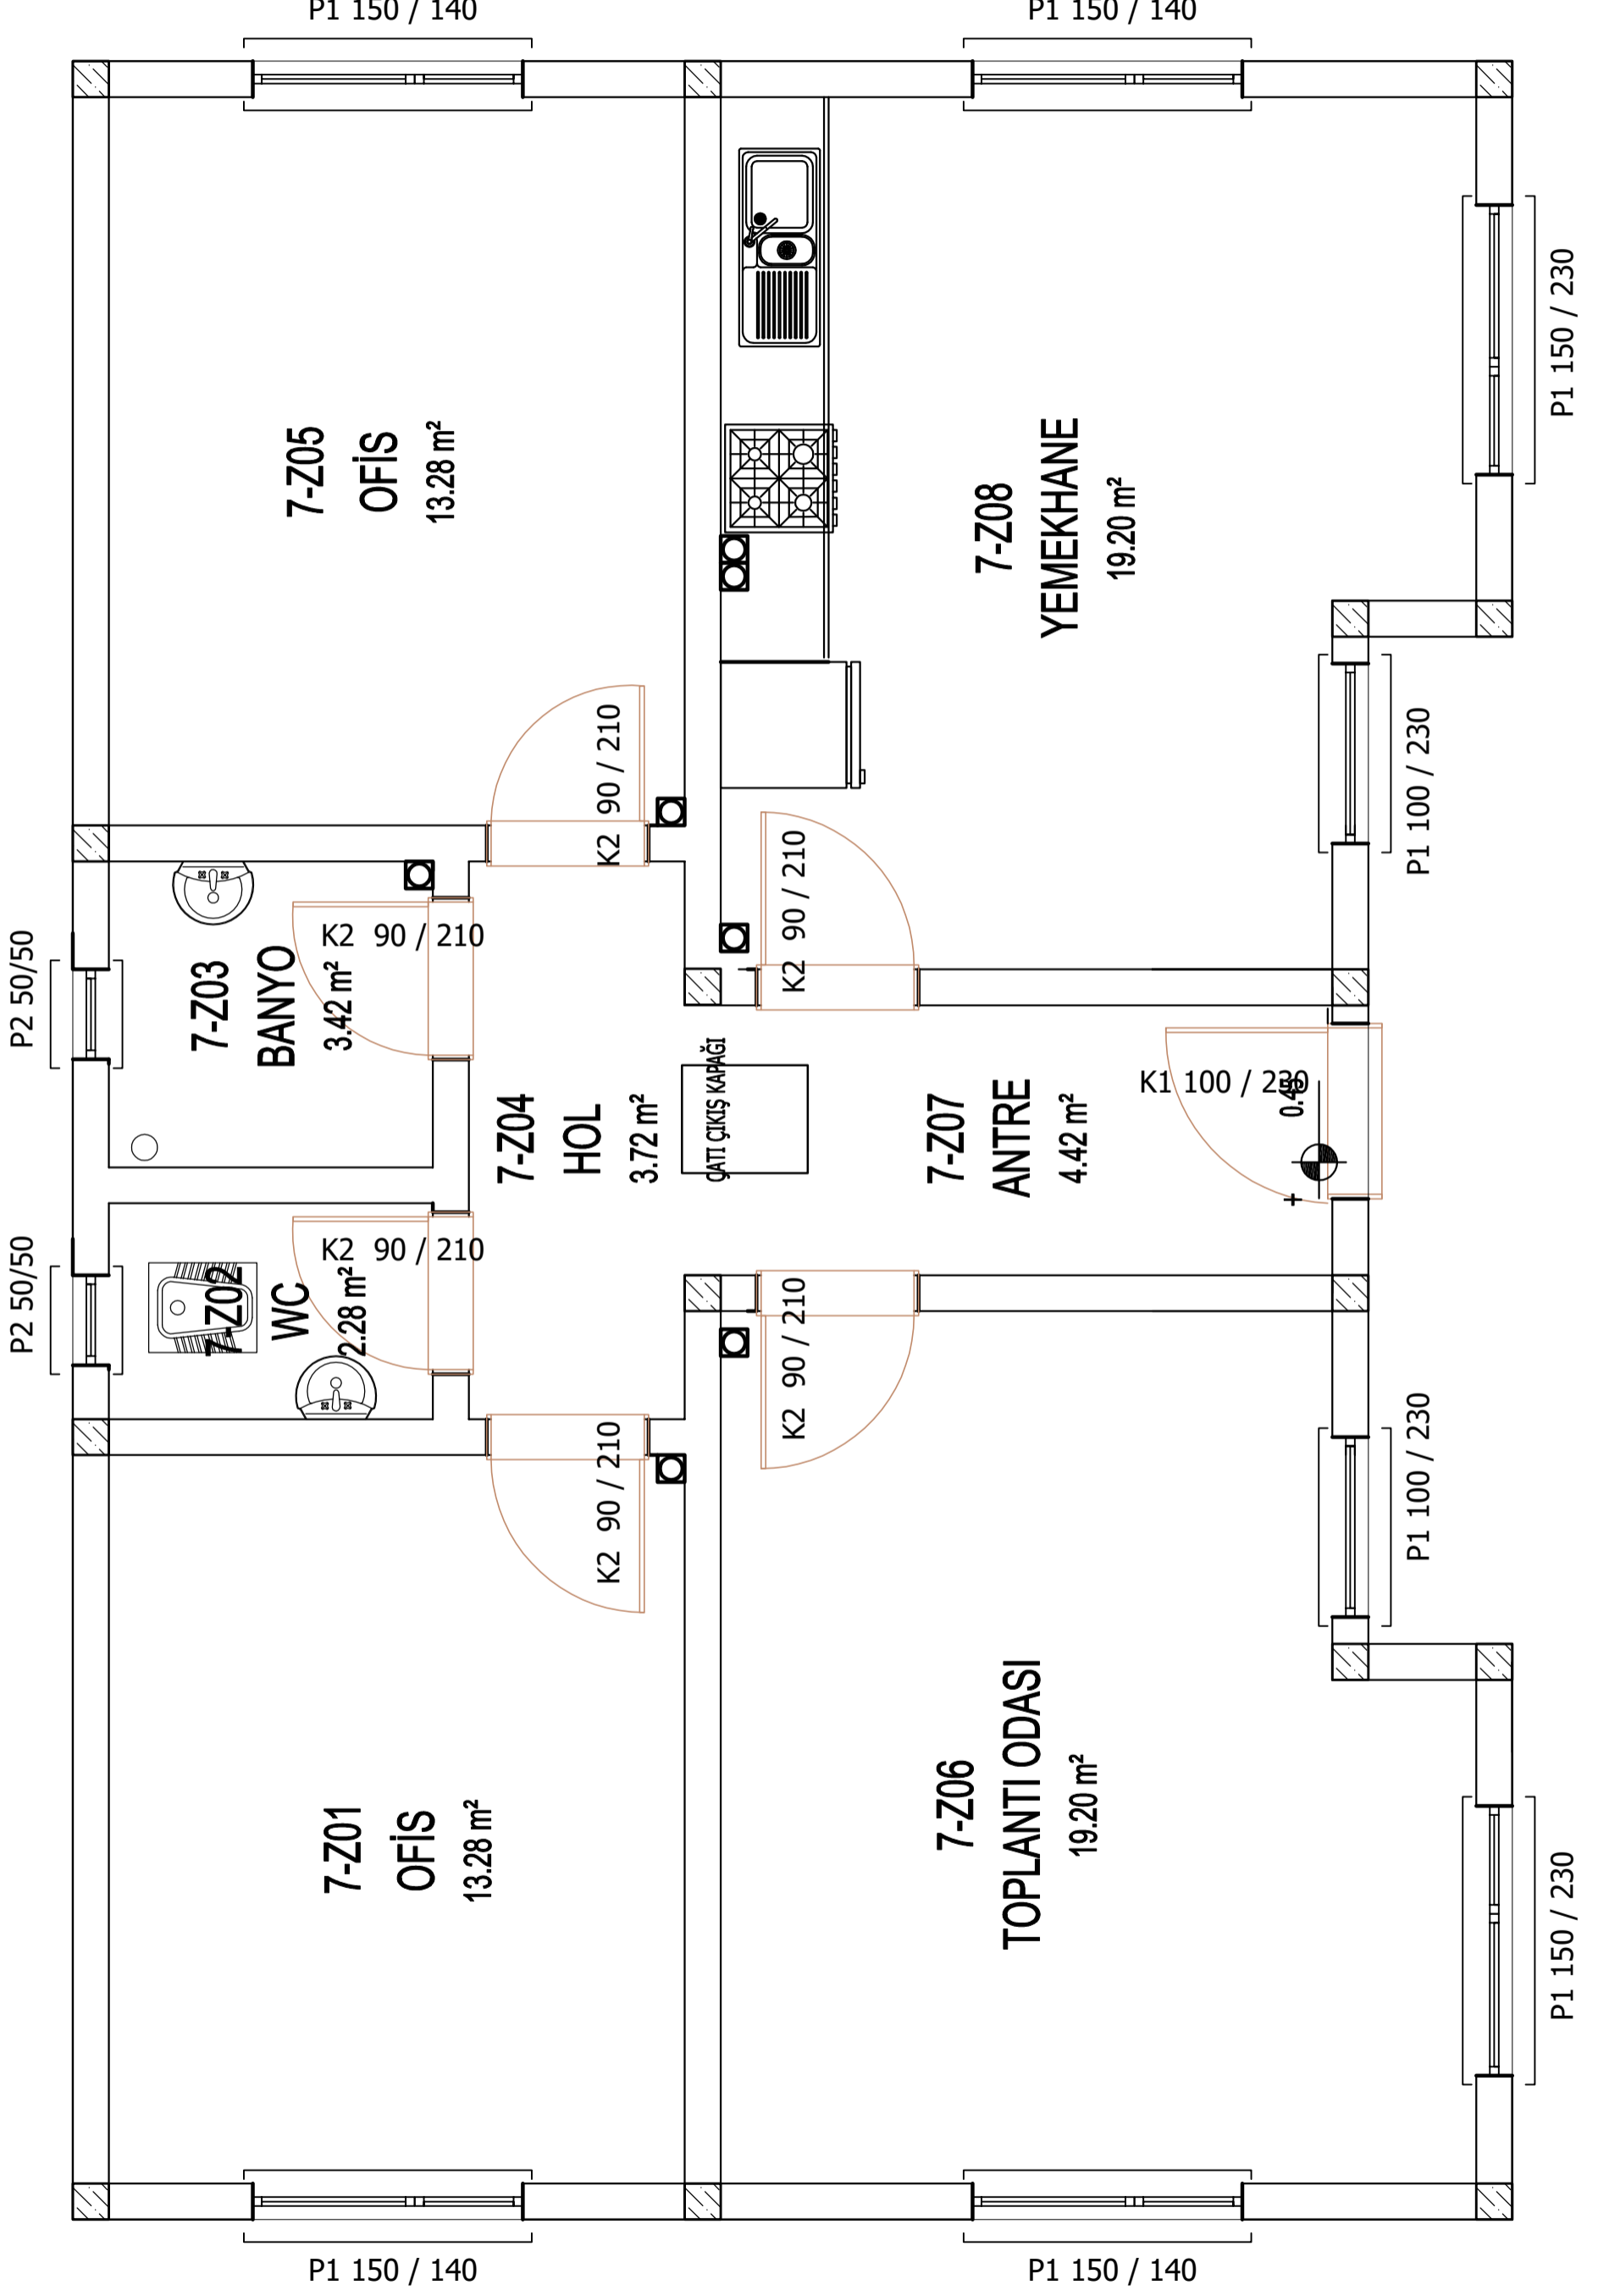 P1 150 / 140
P1 150 / 140
P1 150 / 230
7-Z05
OFİS
13.28 m²
7-Z08
YEMEKHANE
19.20 m²
K2 90 / 210
P1 100 / 230
K2 90 / 210
K2 90 / 210
P2 50/50
7-Z03
BANYO
3.42 m²
7-Z04
HOL
3.72 m²
ÇATI ÇIKIŞ KAPAĞI
7-Z07
ANTRE
4.42 m²
K1 100 / 230
+ 0.45
P2 50/50
7-Z02
WC
2.28 m²
K2 90 / 210
K2 90 / 210
K2 90 / 210
P1 100 / 230
7-Z01
OFİS
13.28 m²
7-Z06
TOPLANTI ODASI
19.20 m²
P1 150 / 230
P1 150 / 140
P1 150 / 140